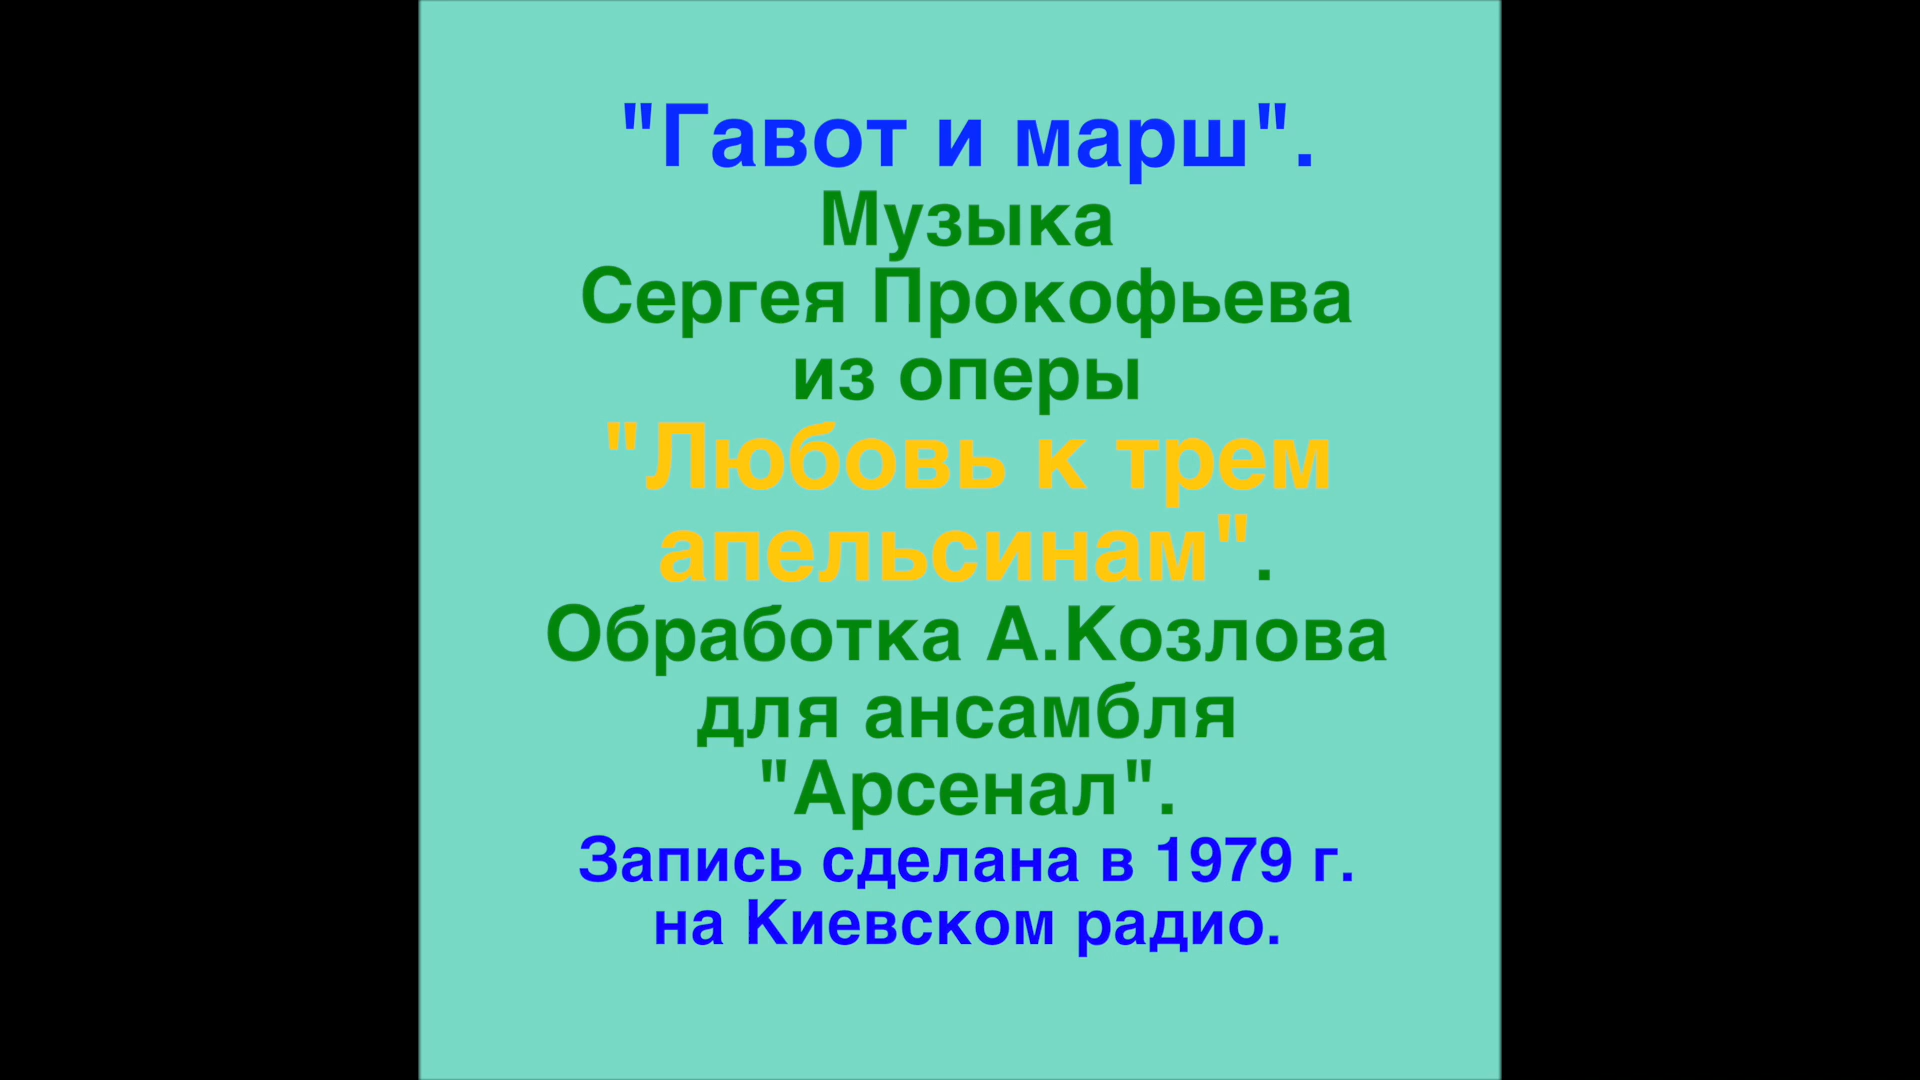 "Гавот и марш".
Музыка
Сергея Прокофьева
из оперы
"Любовь к трем
апельсинам".
Обработка А.Козлова
для ансамбля
"Арсенал".
Запись сделана в 1979 г.
на Киевском радио.